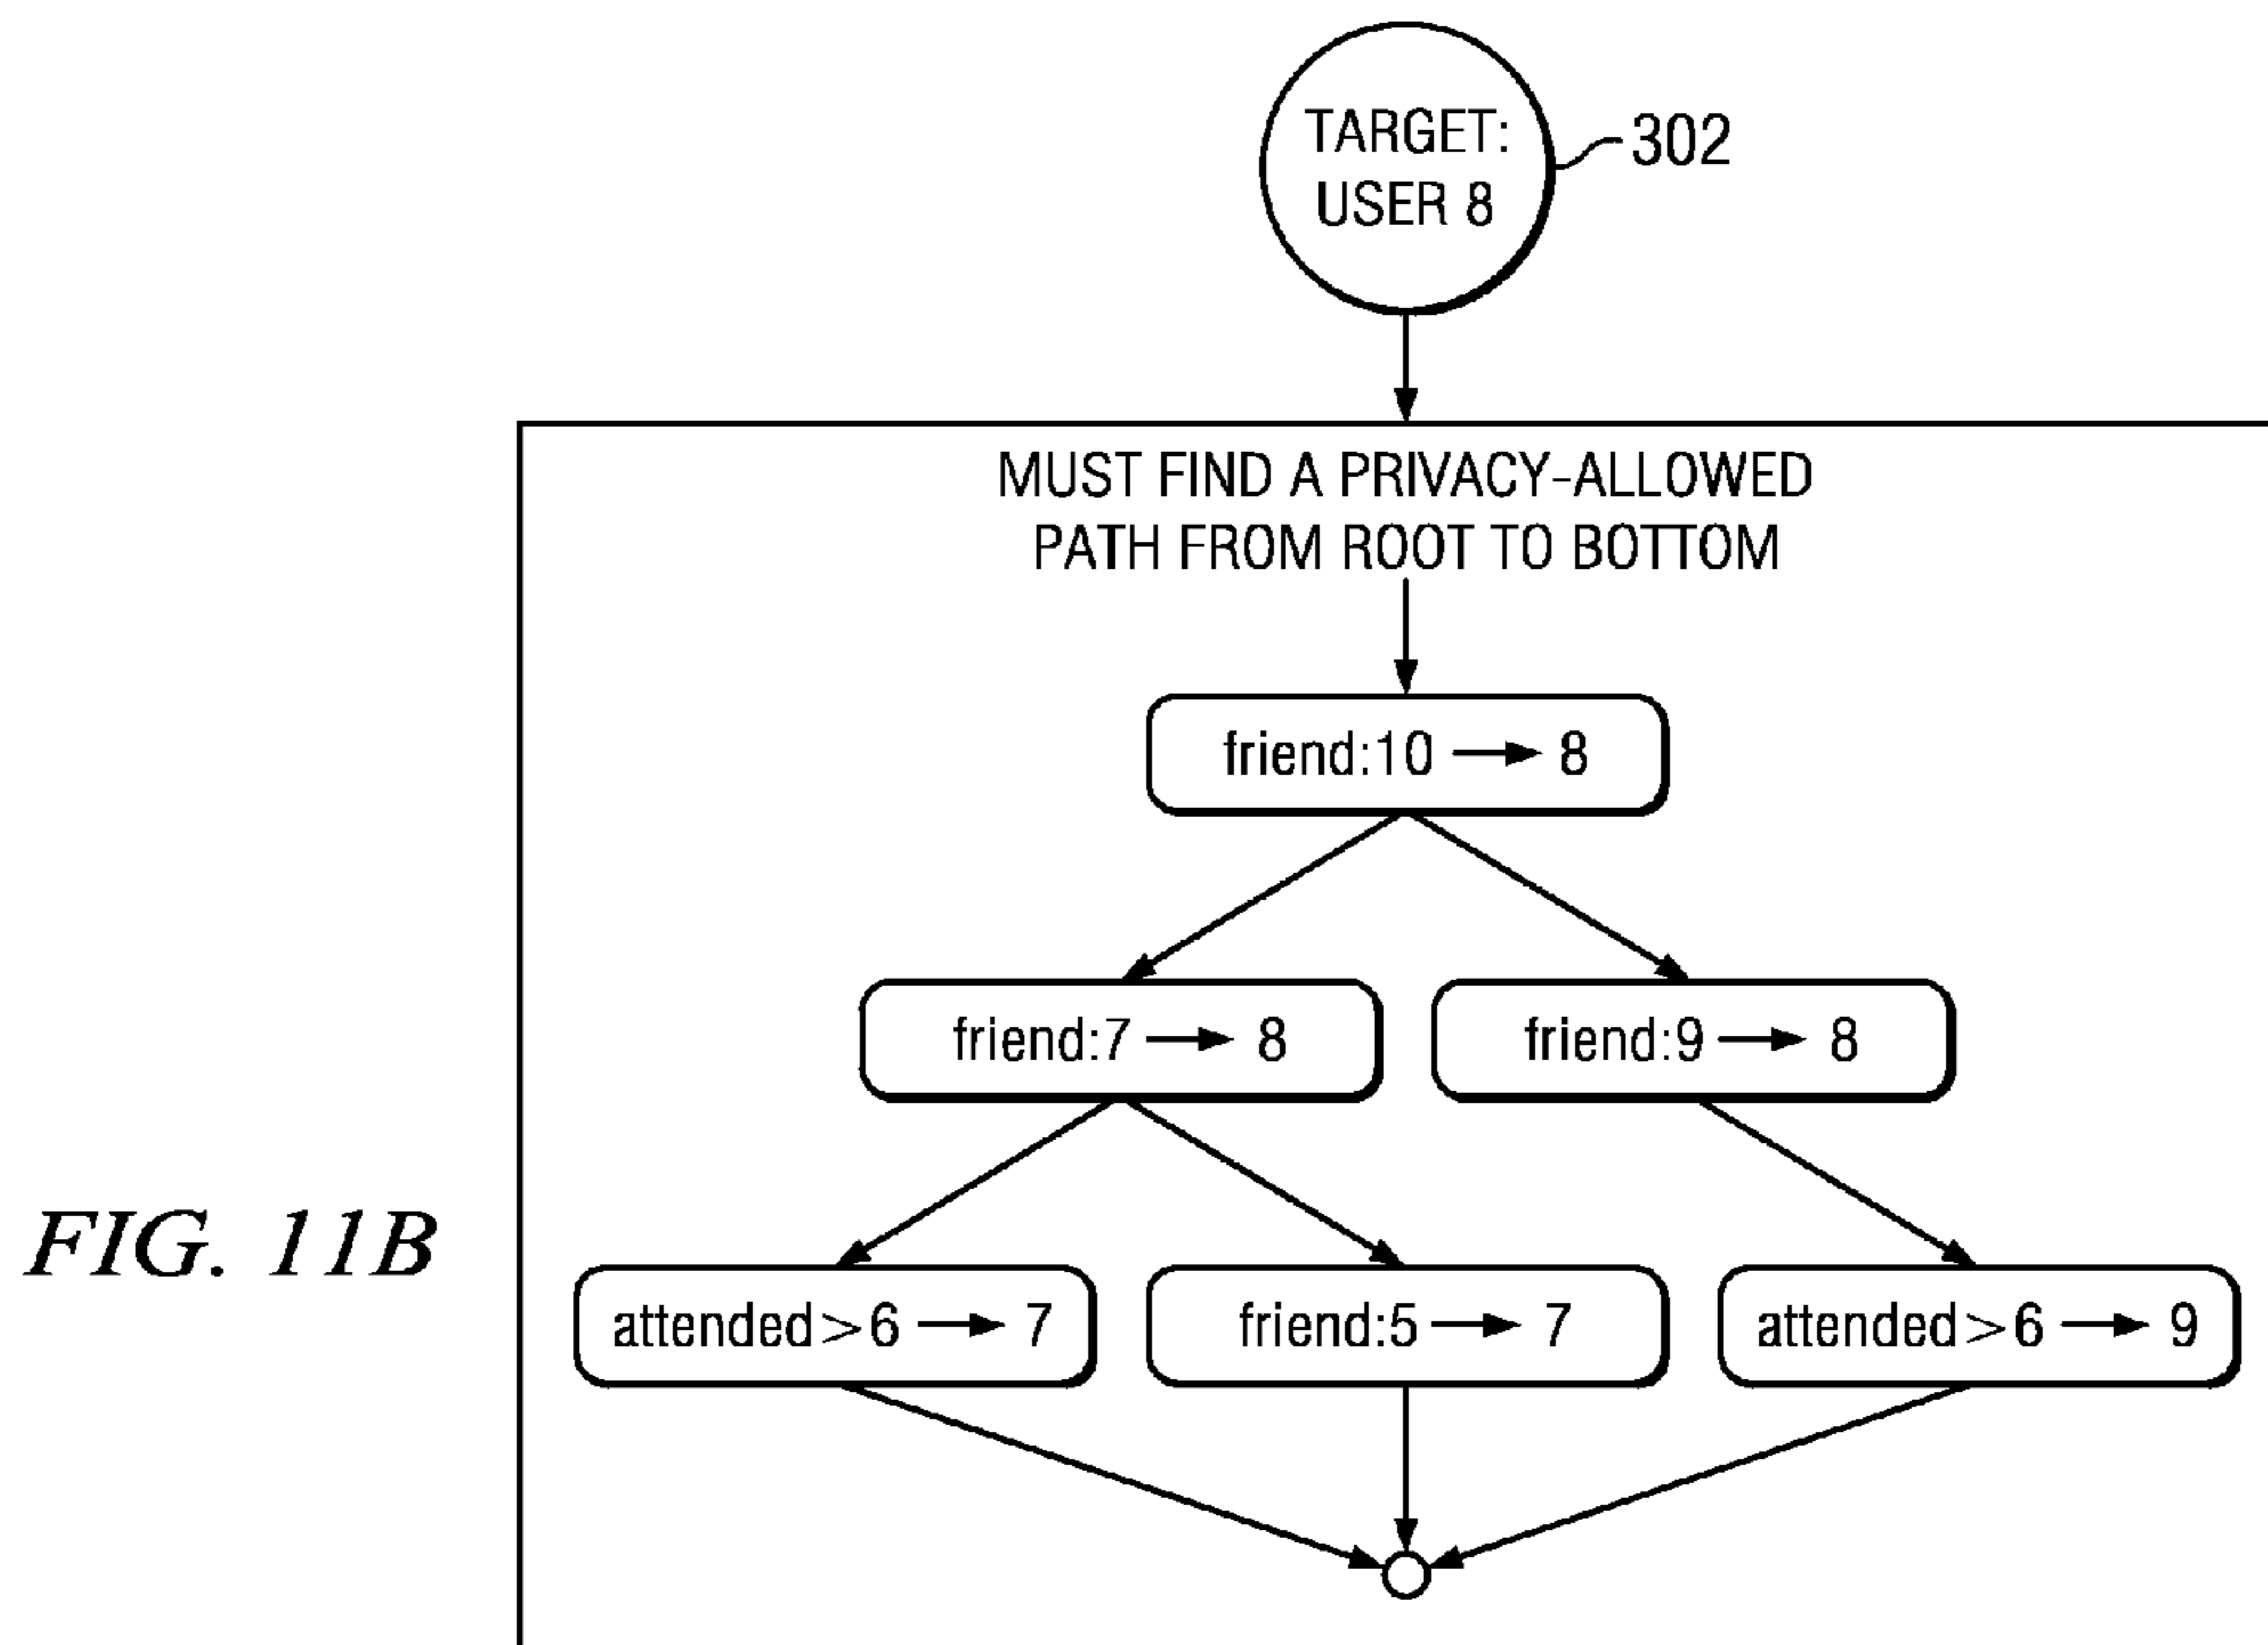 TARGET:
USER 8
302
MUST FIND A PRIVACY-ALLOWED
PATH FROM ROOT TO BOTTOM
friend:10 → 8
friend:7 → 8
friend:9 → 8
attended>6 → 7
friend:5 → 7
attended>6 → 9
FIG. 11B